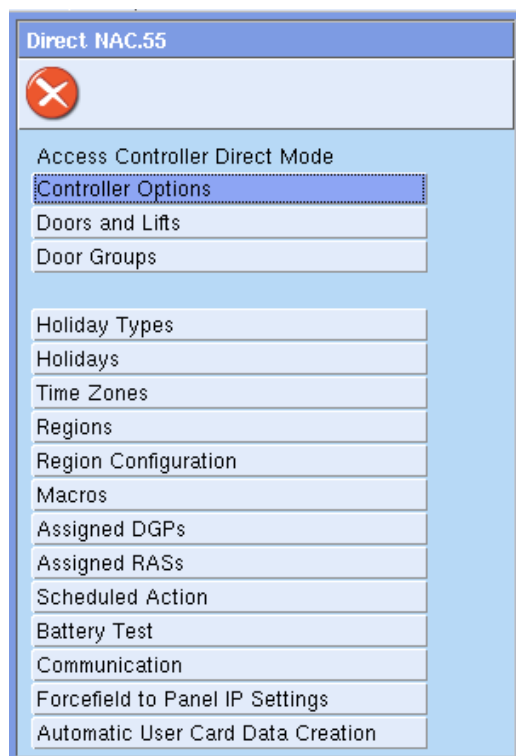 Direct NAC.55
Access Controller Direct Mode
Controller Options
Doors and Lifts
Door Groups
Holiday Types
Holidays
Time Zones
Regions
Region Configuration
Macros
Assigned DGPs
Assigned RASs
Scheduled Action
Battery Test
Communication
Forcefield to Panel IP Settings
Automatic User Card Data Creation